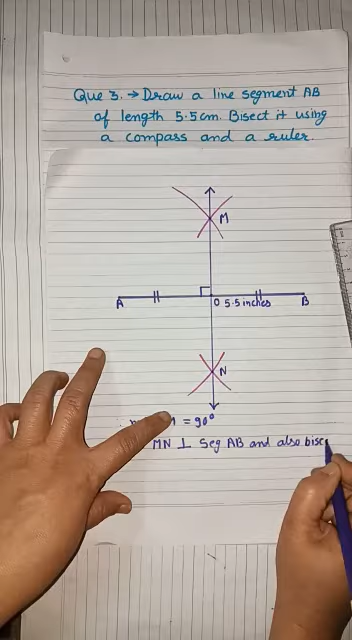 Que 3. → Draw a line segment AB
of length 5.5 cm. Bisect it using
a compass and a ruler.
M
A O 5.5 inches B
N
= 90°
MN ⊥ Seg AB and also bisec